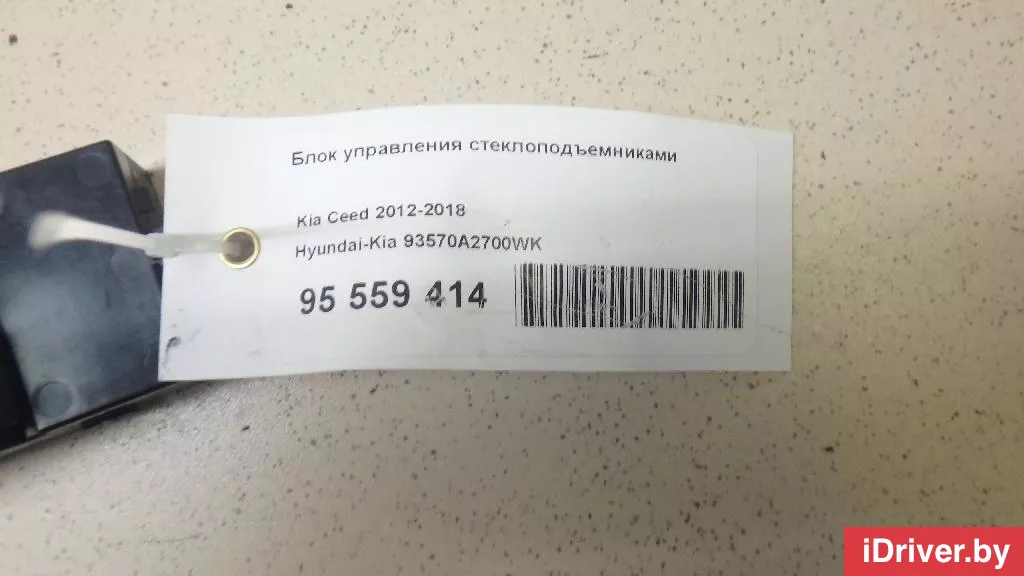 Блок управления стеклоподъемниками
Kia Ceed 2012-2018
Hyundai-Kia 93570A2700WK
95 559 414
iDriver.by